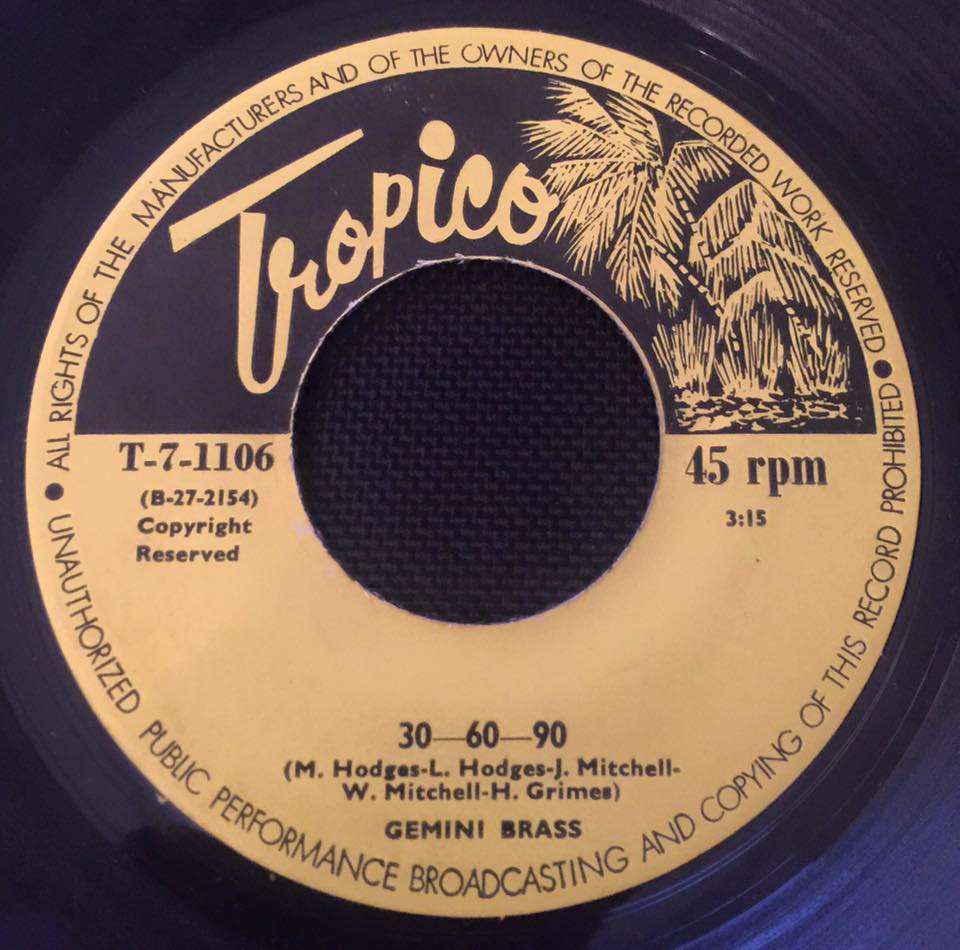 ● ALL RIGHTS OF THE MANUFACTURERS AND OF THE OWNERS OF THE RECORDED WORK RESERVED ●
UNAUTHORIZED PUBLIC PERFORMANCE BROADCASTING AND COPYING OF THIS RECORD PROHIBITED
Tropico
T-7-1106
(B-27-2154)
Copyright
Reserved
45 rpm
3:15
30—60—90
(M. Hodges-L. Hodges-J. Mitchell-
W. Mitchell-H. Grimes)
GEMINI BRASS